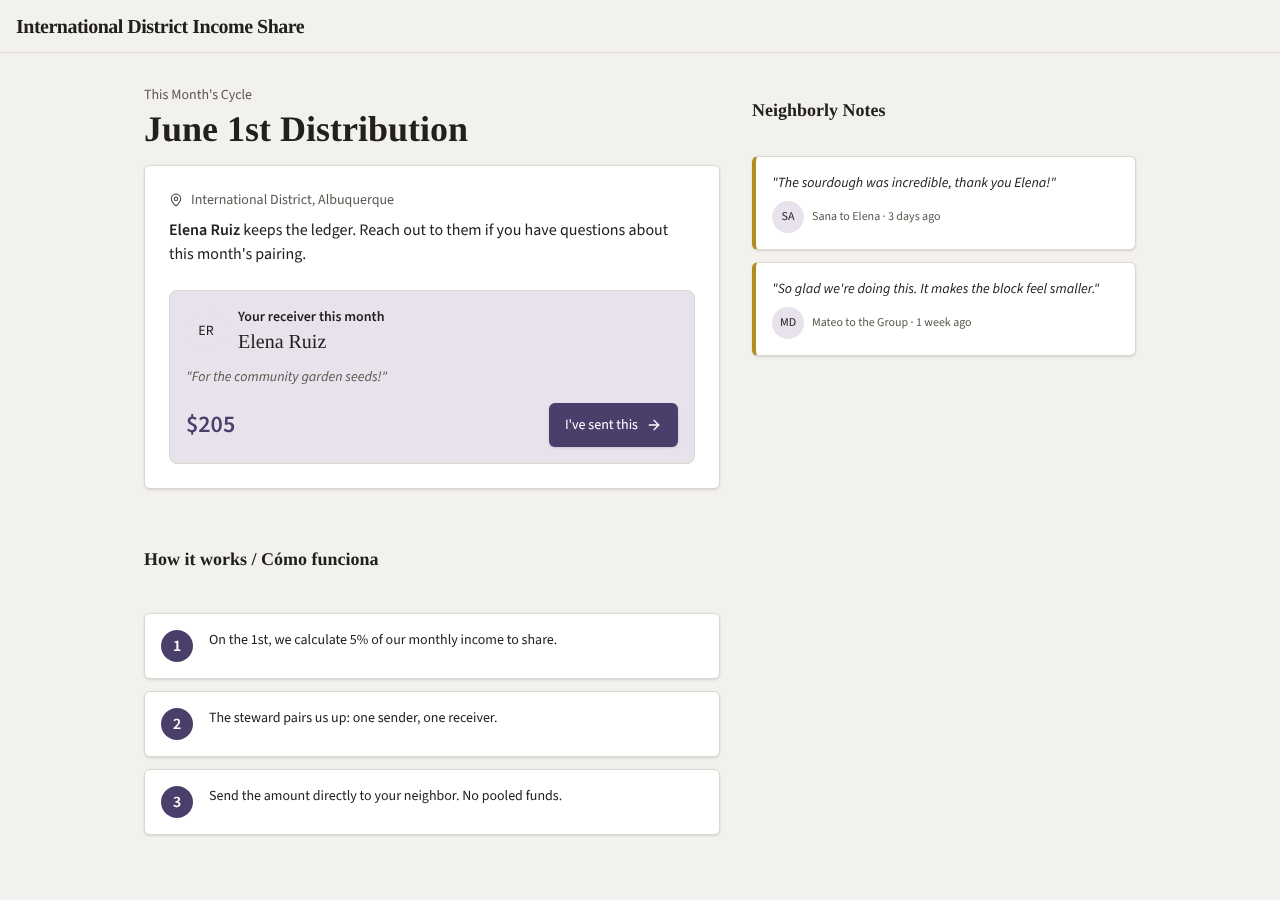 International District Income Share
This Month's Cycle
June 1st Distribution
International District, Albuquerque
Elena Ruiz keeps the ledger. Reach out to them if you have questions about
this month's pairing.
ER
Your receiver this month
Elena Ruiz
"For the community garden seeds!"
$205
I've sent this
How it works / Cómo funciona
1
On the 1st, we calculate 5% of our monthly income to share.
2
The steward pairs us up: one sender, one receiver.
3
Send the amount directly to your neighbor. No pooled funds.
Neighborly Notes
"The sourdough was incredible, thank you Elena!"
SA
Sana to Elena · 3 days ago
"So glad we're doing this. It makes the block feel smaller."
MD
Mateo to the Group · 1 week ago